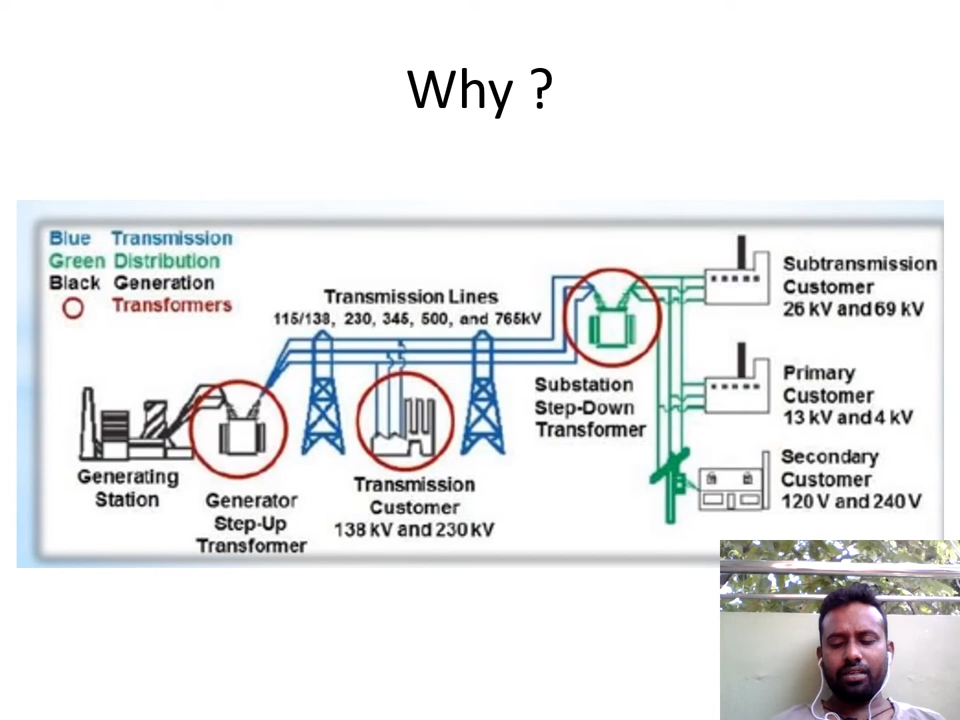 Why ?
Blue Transmission
Green Distribution
Black Generation
Transformers
Transmission Lines
115/138, 230, 345, 500, and 765kV
Generating
Station
Generator
Step-Up
Transformer
Transmission
Customer
138 kV and 230 kV
Substation
Step-Down
Transformer
Subtransmission
Customer
26 kV and 69 kV
Primary
Customer
13 kV and 4 kV
Secondary
Customer
120 V and 240 V